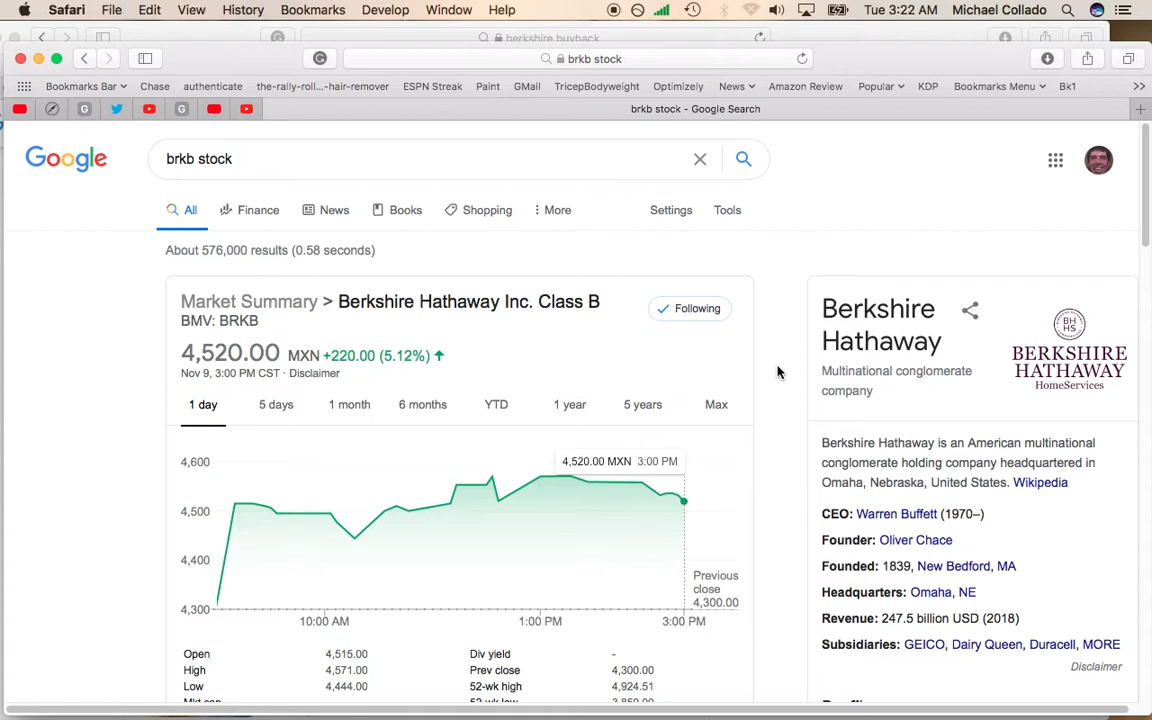 Safari File Edit View History Bookmarks Develop Window Help Tue 3:22 AM Michael Collado
berkshire buyback
brkb stock
Bookmarks Bar Chase authenticate the-rally-roll...-hair-remover ESPN Streak Paint GMail TricepBodyweight Optimizely News Amazon Review Popular KDP Bookmarks Menu Bk1 >>
brkb stock - Google Search
Google brkb stock
All Finance News Books Shopping More Settings Tools
About 576,000 results (0.58 seconds)
Market Summary > Berkshire Hathaway Inc. Class B
Following
BMV: BRKB
4,520.00 MXN +220.00 (5.12%)
Nov 9, 3:00 PM CST · Disclaimer
1 day 5 days 1 month 6 months YTD 1 year 5 years Max
4,600
4,520.00 MXN 3:00 PM
4,500
4,400
4,300
Previous
close
4,300.00
10:00 AM 1:00 PM 3:00 PM
Open 4,515.00 Div yield -
High 4,571.00 Prev close 4,300.00
Low 4,444.00 52-wk high 4,924.51
Berkshire
Hathaway
Multinational conglomerate
company
BH
HS
BERKSHIRE
HATHAWAY
HomeServices
Berkshire Hathaway is an American multinational
conglomerate holding company headquartered in
Omaha, Nebraska, United States. Wikipedia
CEO: Warren Buffett (1970–)
Founder: Oliver Chace
Founded: 1839, New Bedford, MA
Headquarters: Omaha, NE
Revenue: 247.5 billion USD (2018)
Subsidiaries: GEICO, Dairy Queen, Duracell, MORE
Disclaimer